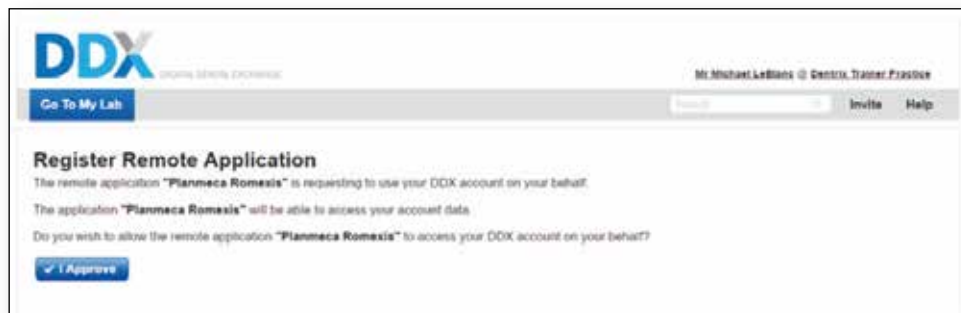 DDX
DIGITAL DENTAL EXCHANGE
Mr Michael LeBlanc @ Dentrix Trainer Practice
Go To My Lab
Search
Invite Help
Register Remote Application
The remote application "Planmeca Romexis" is requesting to use your DDX account on your behalf.
The application "Planmeca Romexis" will be able to access your account data.
Do you wish to allow the remote application "Planmeca Romexis" to access your DDX account on your behalf?
I Approve